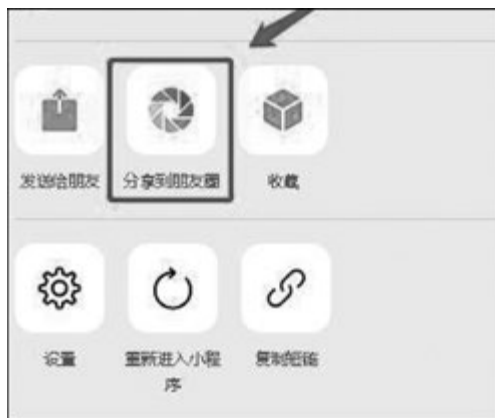 发送给朋友
分享到朋友圈
收藏
设置
重新进入小程
序
复制短链